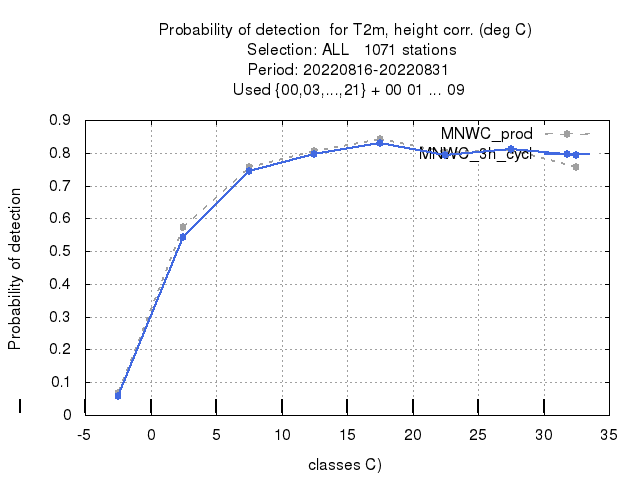 Probability of detection  for T2m, height corr. (deg C)
Selection: ALL   1071 stations
Period: 20220816-20220831
Used {00,03,...,21} + 00 01 ... 09
0.9
0.8
0.7
0.6
0.5
0.4
0.3
0.2
0.1
0
Probability of detection
MNWC_prod
MNWC_3h_cycl
-5 0 5 10 15 20 25 30 35
classes C)